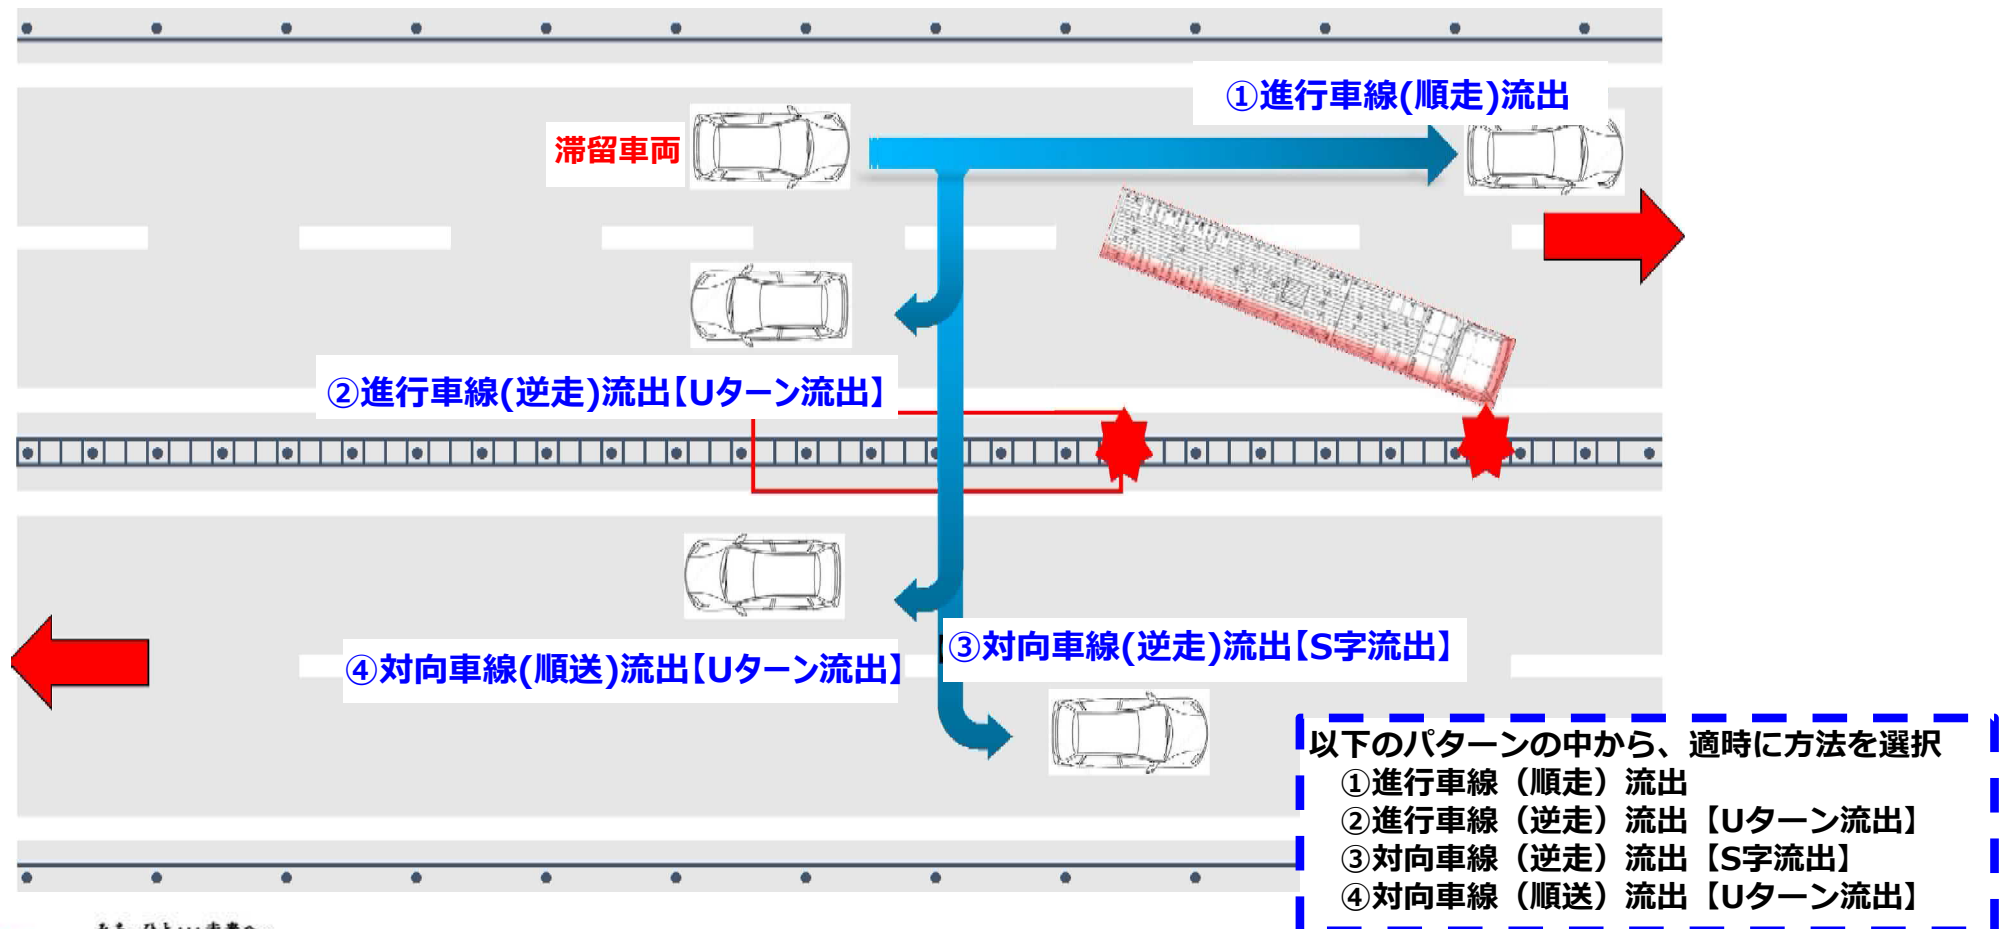 ①進行車線(順走)流出
滞留車両
②進行車線(逆走)流出【Uターン流出】
③対向車線(逆走)流出【S字流出】
④対向車線(順送)流出【Uターン流出】
以下のパターンの中から、適時に方法を選択
①進行車線（順走）流出
②進行車線（逆走）流出【Uターン流出】
③対向車線（逆走）流出【S字流出】
④対向車線（順送）流出【Uターン流出】